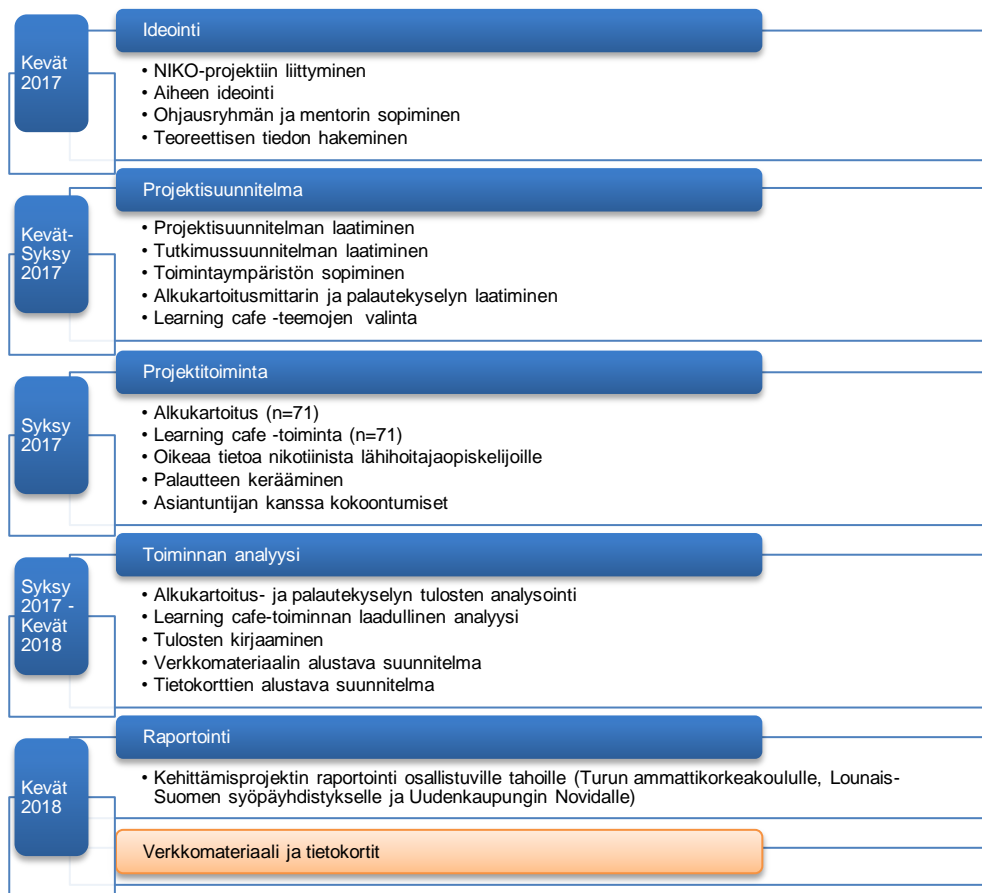 Kevät
2017
Ideointi
• NIKO-projektiin liittyminen
• Aiheen ideointi
• Ohjausryhmän ja mentorin sopiminen
• Teoreettisen tiedon hakeminen
Kevät-
Syksy
2017
Projektisuunnitelma
• Projektisuunnitelman laatiminen
• Tutkimussuunnitelman laatiminen
• Toimintaympäristön sopiminen
• Alkukartoitusmittarin ja palautekyselyn laatiminen
• Learning cafe -teemojen valinta
Syksy
2017
Projektitoiminta
• Alkukartoitus (n=71)
• Learning cafe -toiminta (n=71)
• Oikeaa tietoa nikotiinista lähihoitajaopiskelijoille
• Palautteen kerääminen
• Asiantuntijan kanssa kokoontumiset
Syksy
2017 -
Kevät
2018
Toiminnan analyysi
• Alkukartoitus- ja palautekyselyn tulosten analysointi
• Learning cafe-toiminnan laadullinen analyysi
• Tulosten kirjaaminen
• Verkkomateriaalin alustava suunnitelma
• Tietokorttien alustava suunnitelma
Kevät
2018
Raportointi
• Kehittämisprojektin raportointi osallistuville tahoille (Turun ammattikorkeakoululle, Lounais-
Suomen syöpäyhdistykselle ja Uudenkaupungin Novidalle)
Verkkomateriaali ja tietokortit